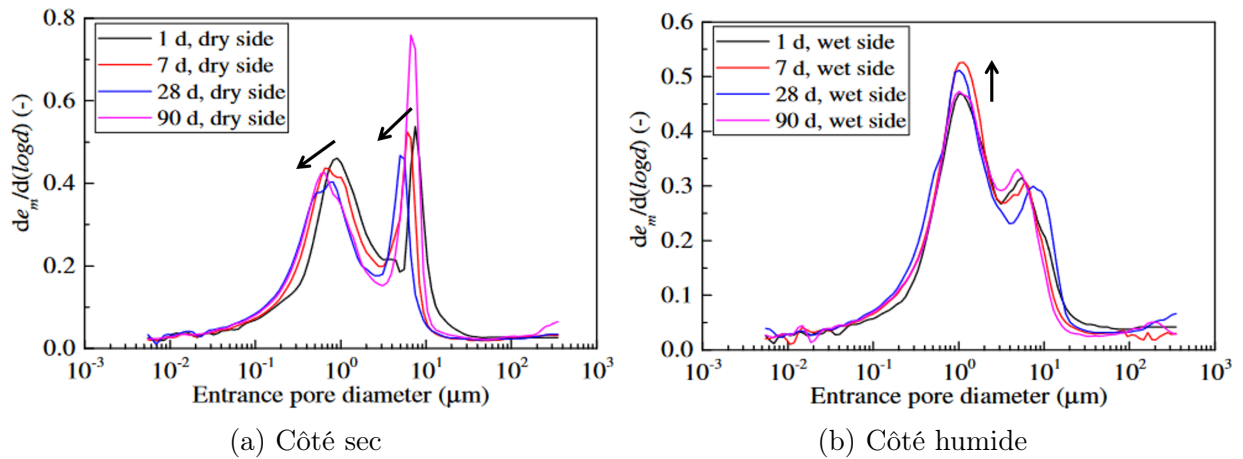 0.8
0.6
0.4
0.2
0.0
de_m/d(logd) (-)
1 d, dry side
7 d, dry side
28 d, dry side
90 d, dry side
10^-3 10^-2 10^-1 10^0 10^1 10^2 10^3
Entrance pore diameter (μm)
(a) Côté sec
0.6
0.5
0.4
0.3
0.2
0.1
0.0
de_m/d(logd) (-)
1 d, wet side
7 d, wet side
28 d, wet side
90 d, wet side
10^-3 10^-2 10^-1 10^0 10^1 10^2 10^3
Entrance pore diameter (μm)
(b) Côté humide